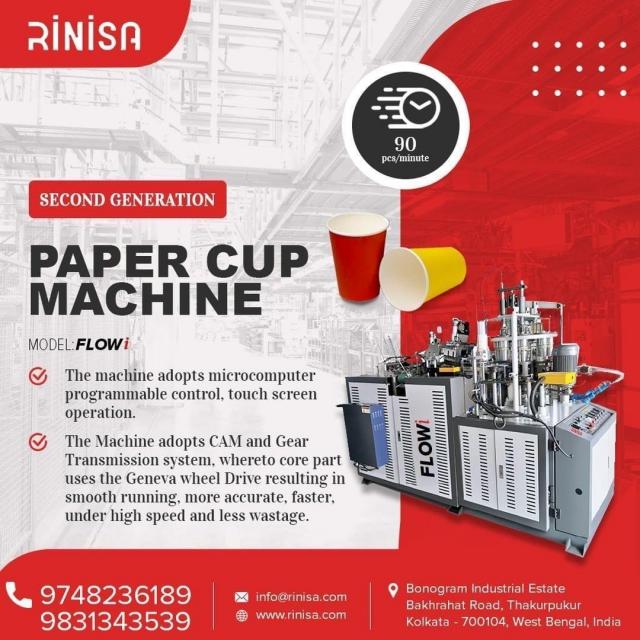 RINISA
90
pcs/minute
SECOND GENERATION
PAPER CUP
MACHINE
MODEL:FLOWi
The machine adopts microcomputer
programmable control, touch screen
operation.
The Machine adopts CAM and Gear
Transmission system, whereto core part
uses the Geneva wheel Drive resulting in
smooth running, more accurate, faster,
under high speed and less wastage.
FLOWi
9748236189
9831343539
info@rinisa.com
www.rinisa.com
Bonogram Industrial Estate
Bakhrahat Road, Thakurpukur
Kolkata - 700104, West Bengal, India